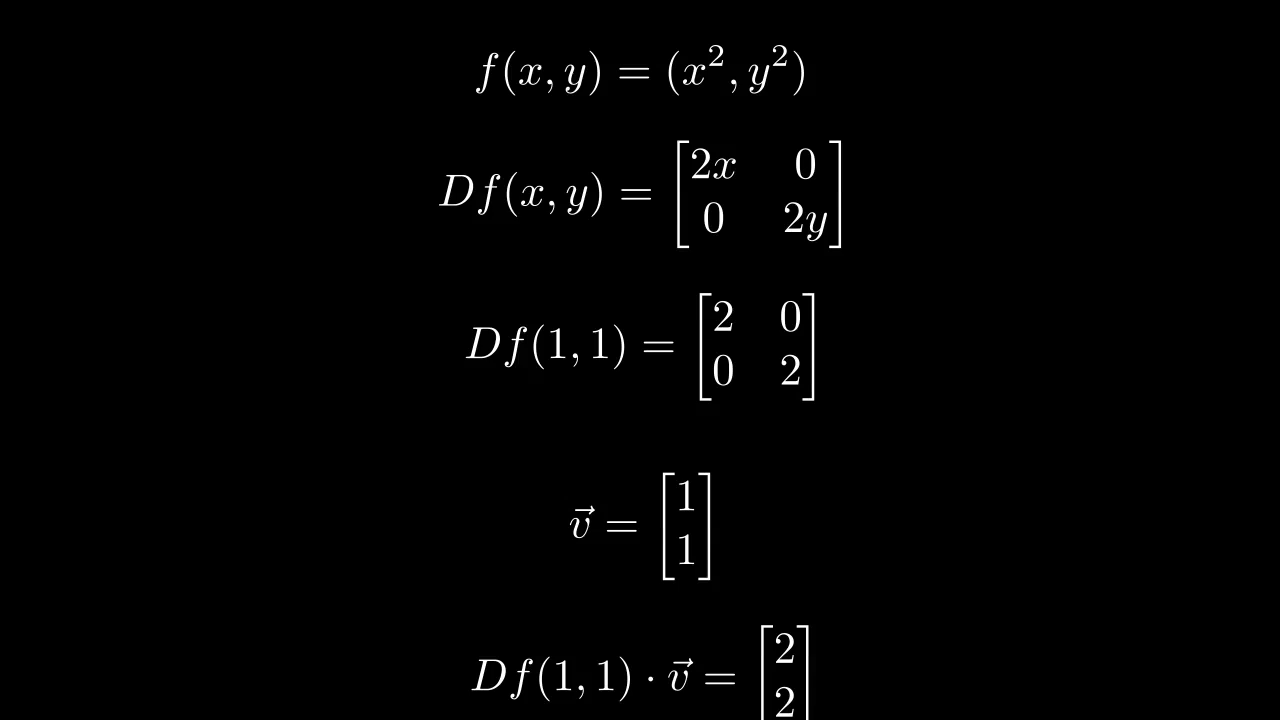 f(x, y) = (x², y²)
Df(x, y) = [2x 0; 0 2y]
Df(1, 1) = [2 0; 0 2]
v⃗ = [1; 1]
Df(1, 1) · v⃗ = [2; 2]